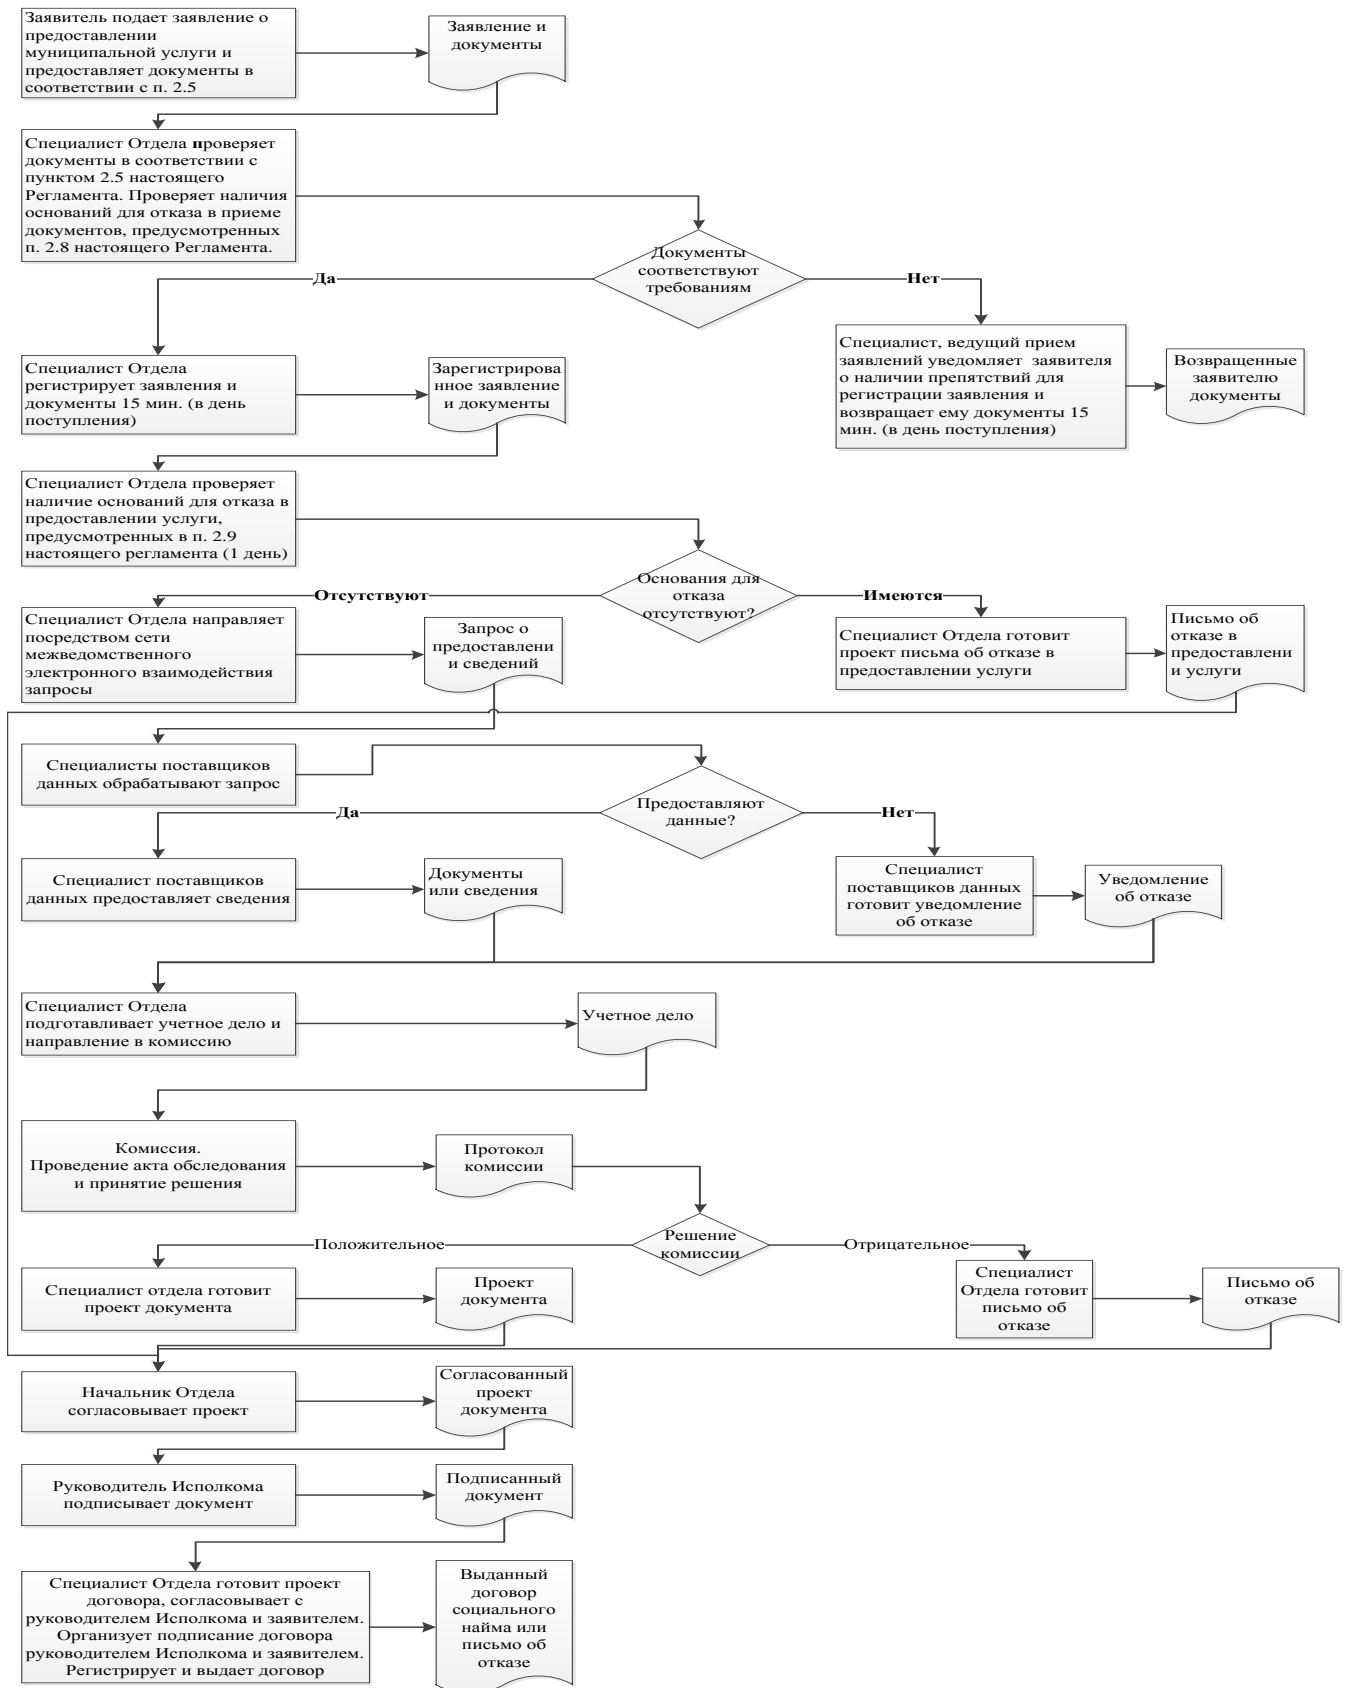 Заявитель подает заявление о
предоставлении
муниципальной услуги и
предоставляет документы в
соответствии с п. 2.5
Заявление и
документы
Специалист Отдела проверяет
документы в соответствии с
пунктом 2.5 настоящего
Регламента. Проверяет наличия
оснований для отказа в приеме
документов, предусмотренных
п. 2.8 настоящего Регламента.
Документы
соответствуют
требованиям
Да
Нет
Специалист Отдела
регистрирует заявления и
документы 15 мин. (в день
поступления)
Зарегистрирова
нное заявление
и документы
Специалист, ведущий прием
заявлений уведомляет заявителя
о наличии препятствий для
регистрации заявления и
возвращает ему документы 15
мин. (в день поступления)
Возвращенные
заявителю
документы
Специалист Отдела проверяет
наличие оснований для отказа в
предоставлении услуги,
предусмотренных в п. 2.9
настоящего регламента (1 день)
Основания для
отказа
отсутствуют?
Отсутствуют
Имеются
Специалист Отдела направляет
посредством сети
межведомственного
электронного взаимодействия
запросы
Запрос о
предоставлени
и сведений
Специалист Отдела готовит
проект письма об отказе в
предоставлении услуги
Письмо об
отказе в
предоставлени
и услуги
Специалисты поставщиков
данных обрабатывают запрос
Предоставляют
данные?
Да
Нет
Специалист поставщиков
данных предоставляет сведения
Документы
или сведения
Специалист
поставщиков данных
готовит уведомление
об отказе
Уведомление
об отказе
Специалист Отдела
подготавливает учетное дело и
направление в комиссию
Учетное дело
Комиссия.
Проведение акта обследования
и принятие решения
Протокол
комиссии
Решение
комиссии
Положительное
Отрицательное
Специалист отдела готовит
проект документа
Проект
документа
Специалист
Отдела готовит
письмо об
отказе
Письмо об
отказе
Начальник Отдела
согласовывает проект
Согласованный
проект
документа
Руководитель Исполкома
подписывает документ
Подписанный
документ
Специалист Отдела готовит проект
договора, согласовывает с
руководителем Исполкома и заявителем.
Организует подписание договора
руководителем Исполкома и заявителем.
Регистрирует и выдает договор
Выданный
договор
социального
найма или
письмо об
отказе